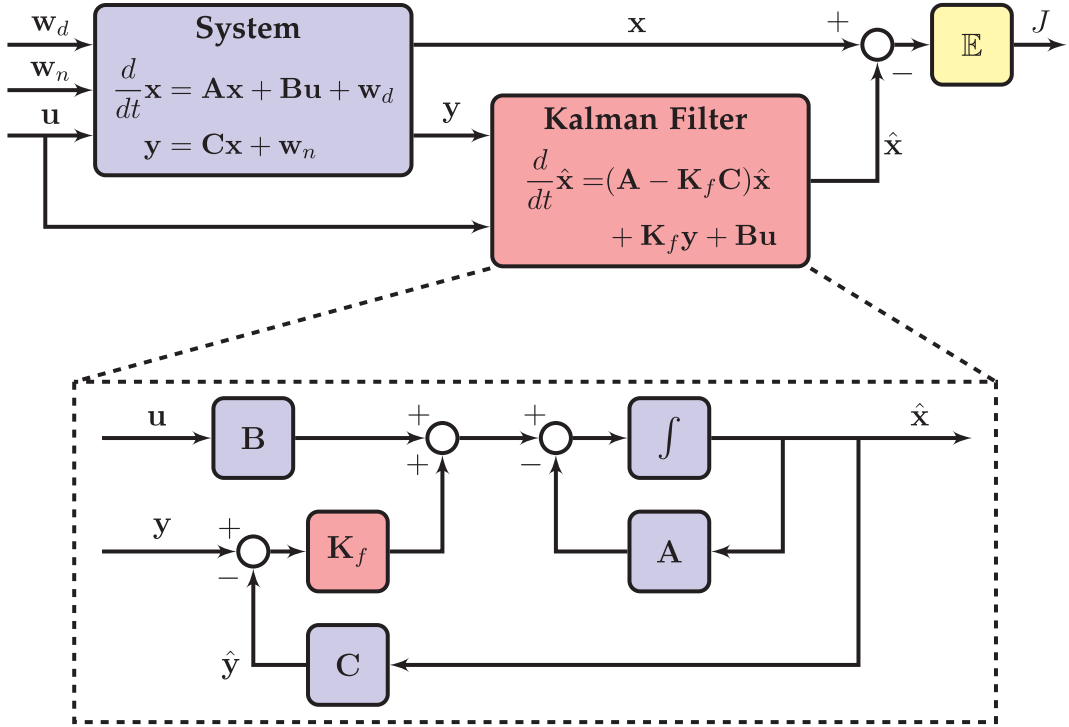 w_d
System
x
+
𝔼
J
w_n
d/dt x = Ax + Bu + w_d
−
u
y
Kalman Filter
y = Cx + w_n
x̂
d/dt x̂ =(A − K_f C)x̂
+ K_f y + Bu
u
B
+
+
∫
x̂
+
−
y
+
K_f
A
−
ŷ
C